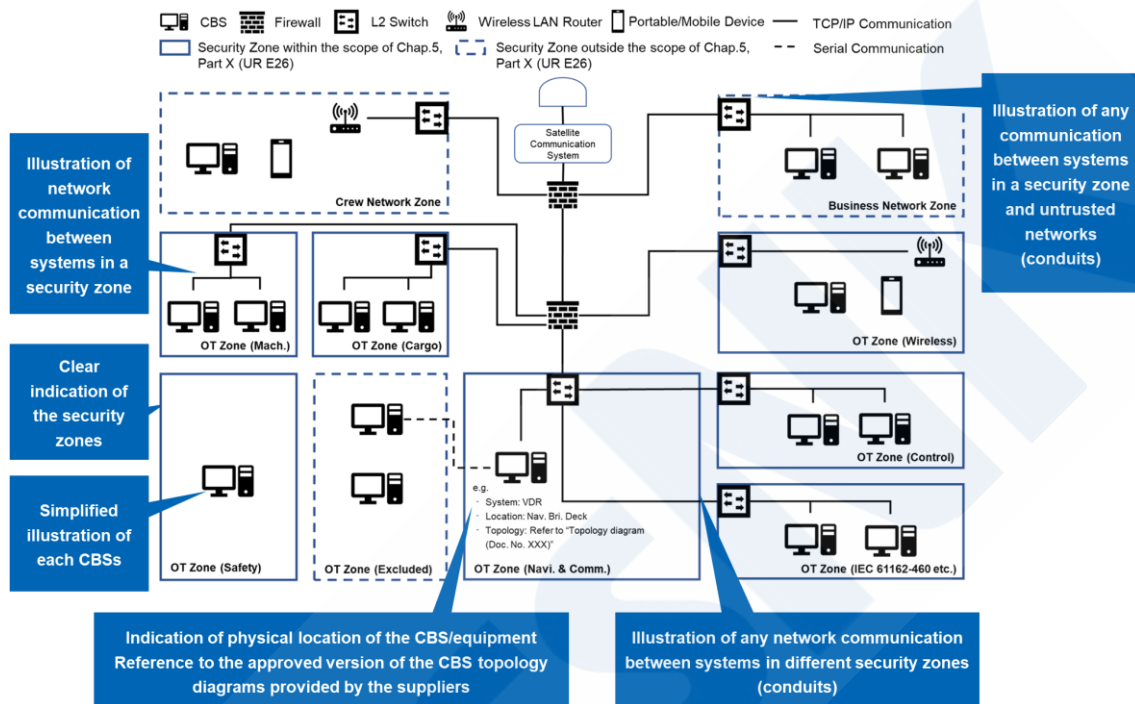 CBS
Firewall
L2 Switch
Wireless LAN Router
Portable/Mobile Device
TCP/IP Communication
Security Zone within the scope of Chap.5,
Part X (UR E26)
Security Zone outside the scope of Chap.5,
Part X (UR E26)
Serial Communication
Illustration of
network
communication
between
systems in a
security zone
Satellite
Communication
System
Crew Network Zone
Business Network Zone
Illustration of any
communication
between systems
in a security zone
and untrusted
networks
(conduits)
OT Zone (Mach.)
OT Zone (Cargo)
OT Zone (Wireless)
Clear
indication of
the security
zones
Simplified
illustration of
each CBSs
OT Zone (Safety)
OT Zone (Excluded)
e.g.
· System: VDR
· Location: Nav. Bri. Deck
· Topology: Refer to “Topology diagram
(Doc. No. XXX)”
OT Zone (Navi. & Comm.)
OT Zone (Control)
OT Zone (IEC 61162-460 etc.)
Indication of physical location of the CBS/equipment
Reference to the approved version of the CBS topology
diagrams provided by the suppliers
Illustration of any network communication
between systems in different security zones
(conduits)